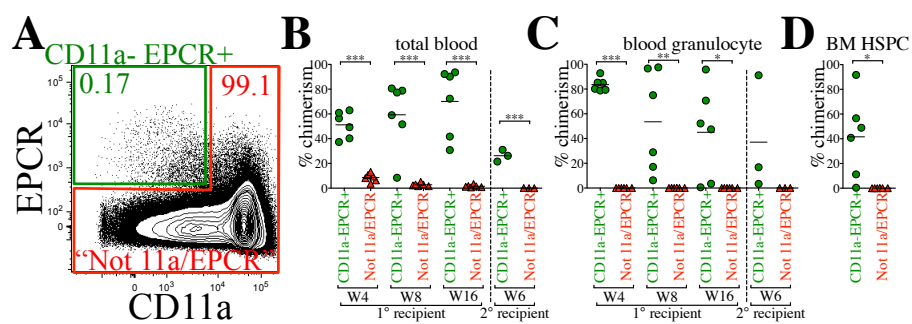 A
CD11a- EPCR+
0.17
99.1
EPCR
10⁵
10⁴
10³
10²
0
"Not 11a/EPCR"
0
10³
10⁴
10⁵
CD11a
B
total blood
% chimerism
100
80
60
40
20
0
***
***
***
***
CD11a-EPCR+
Not 11a/EPCR
CD11a-EPCR+
Not 11a/EPCR
CD11a-EPCR+
Not 11a/EPCR
CD11a-EPCR+
Not 11a/EPCR
W4
W8
W16
W6
1° recipient
2° recipient
C
blood granulocyte
% chimerism
100
80
60
40
20
0
***
**
*
CD11a-EPCR+
Not 11a/EPCR
CD11a-EPCR+
Not 11a/EPCR
CD11a-EPCR+
Not 11a/EPCR
CD11a-EPCR+
Not 11a/EPCR
W4
W8
W16
W6
1° recipient
2° recipient
D
BM HSPC
% chimerism
100
80
60
40
20
0
*
CD11a-EPCR+
Not 11a/EPCR